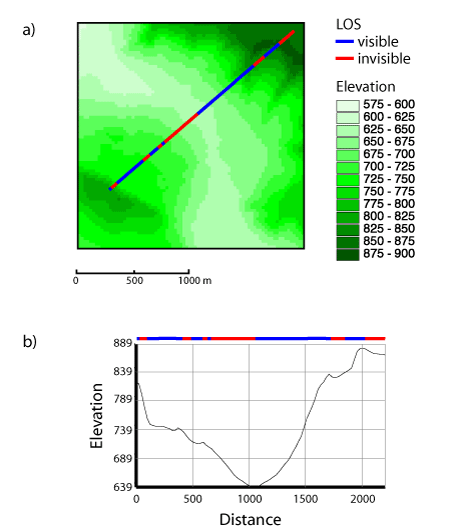 a)
LOS
visible
invisible
Elevation
575 - 600
600 - 625
625 - 650
650 - 675
675 - 700
700 - 725
725 - 750
750 - 775
775 - 800
800 - 825
825 - 850
850 - 875
875 - 900
0 500 1000 m
b)
889
839
789
739
689
639
Elevation
0 500 1000 1500 2000
Distance